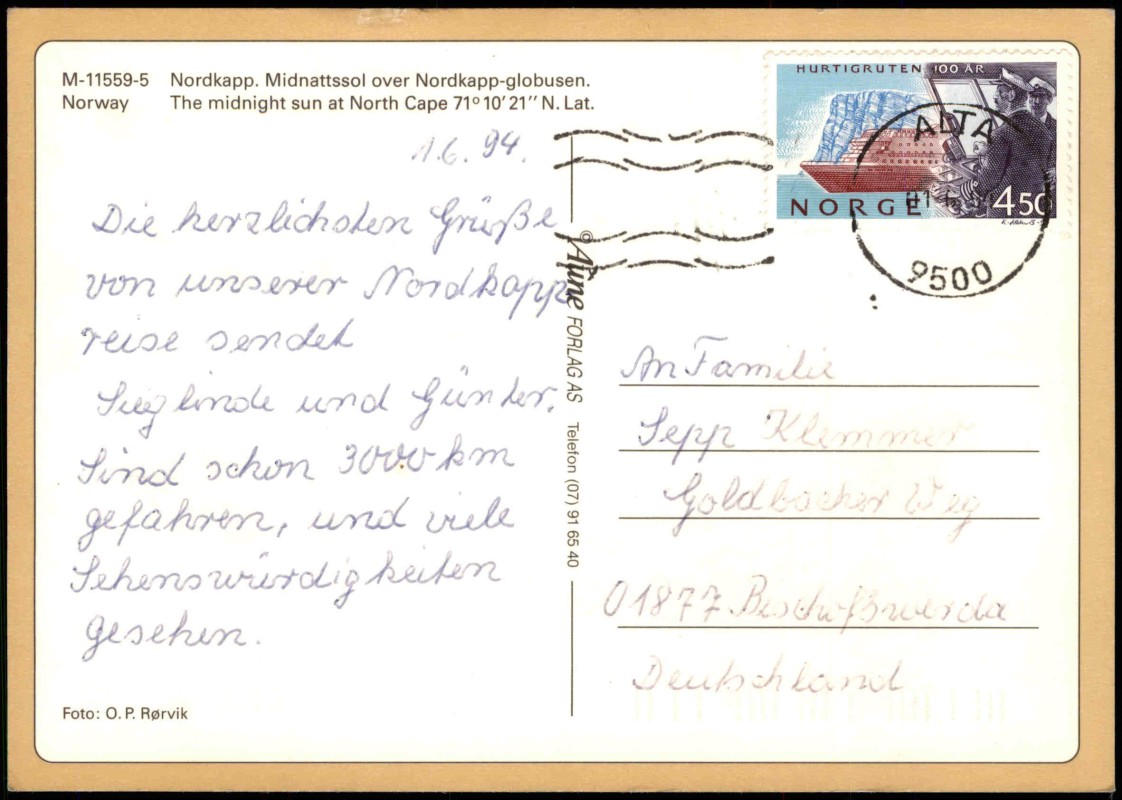 M-11559-5 Nordkapp. Midnattssol over Nordkapp-globusen.
Norway The midnight sun at North Cape 71° 10' 21'' N. Lat.
1.6. 94.
Die herzlichsten Grüße
von unserer Nordkapp
reise sendet
Sieglinde und Günter.
Sind schon 3000 km
gefahren, und viele
Sehenswürdigkeiten
gesehen.
Foto: O. P. Rørvik
© Aune FORLAG AS Telefon (07) 91 65 40
HURTIGRUTEN 100 ÅR
NORGE 4.50
ALTA
01
9500
An Familie
Sepp Klemmer
Goldbacher Weg
01877 Bischofswerda
Deutschland